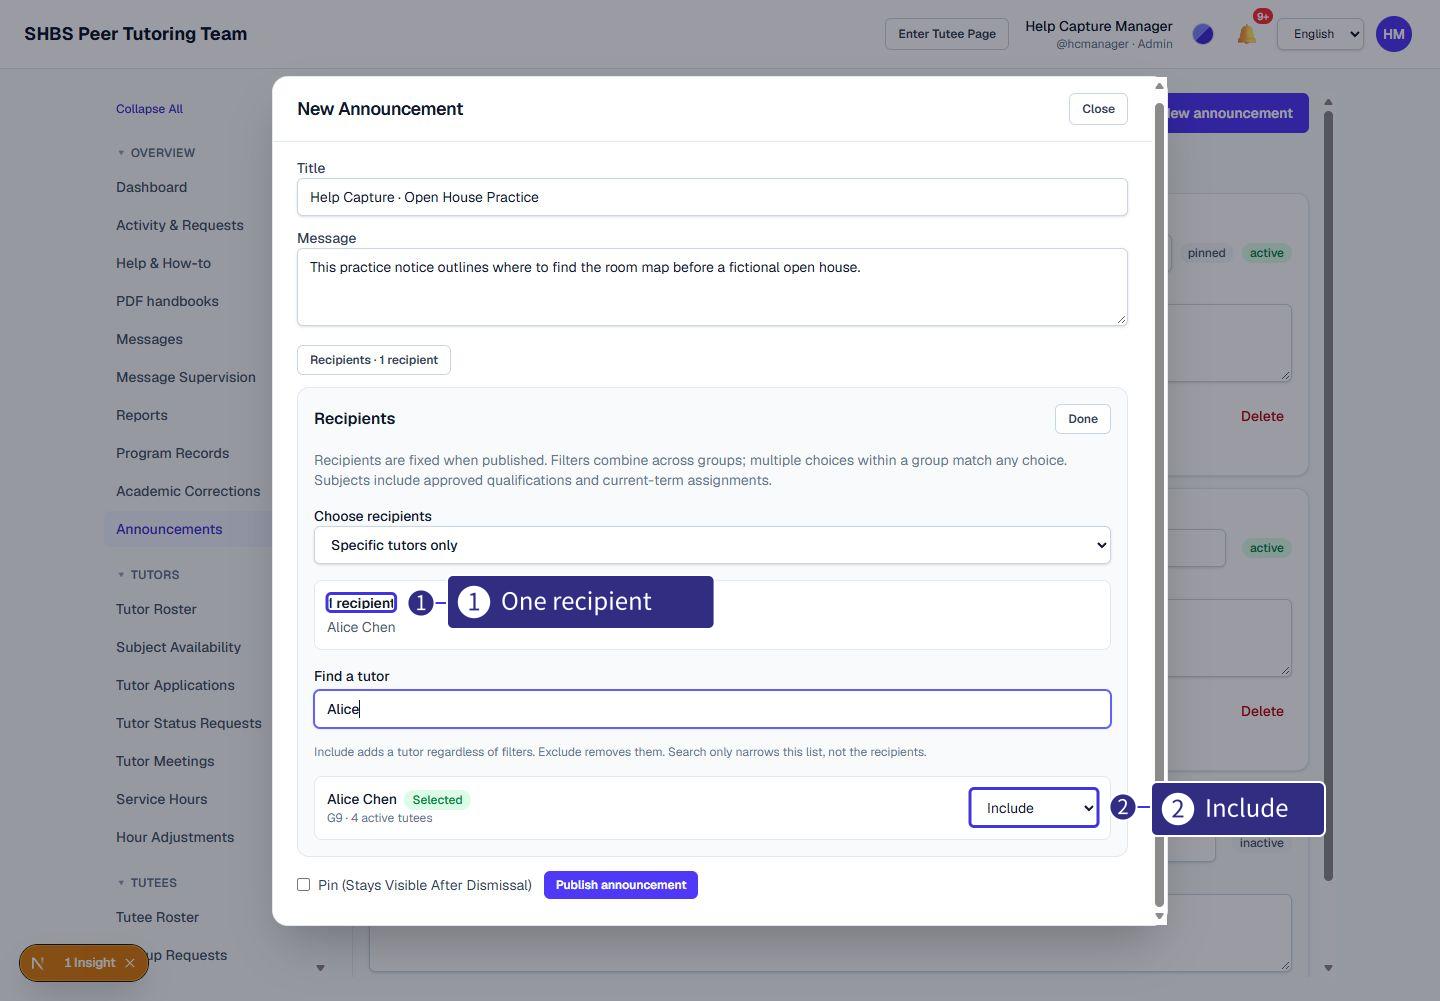 SHBS Peer Tutoring Team
Enter Tutee Page
Help Capture Manager
@hcmanager · Admin
9+
English
HM
Collapse All
OVERVIEW
Dashboard
Activity & Requests
Help & How-to
PDF handbooks
Messages
Message Supervision
Reports
Program Records
Academic Corrections
Announcements
TUTORS
Tutor Roster
Subject Availability
Tutor Applications
Tutor Status Requests
Tutor Meetings
Service Hours
Hour Adjustments
TUTEES
Tutee Roster
up Requests
N 1 Insight ×
New Announcement
Close
Title
Help Capture · Open House Practice
Message
This practice notice outlines where to find the room map before a fictional open house.
Recipients · 1 recipient
Recipients
Done
Recipients are fixed when published. Filters combine across groups; multiple choices within a group match any choice.
Subjects include approved qualifications and current-term assignments.
Choose recipients
Specific tutors only
1 recipient
1
1 One recipient
Alice Chen
Find a tutor
Alice
Include adds a tutor regardless of filters. Exclude removes them. Search only narrows this list, not the recipients.
Alice Chen Selected
G9 · 4 active tutees
Include
2
2 Include
Pin (Stays Visible After Dismissal)
Publish announcement
ew announcement
pinned
active
Delete
active
Delete
inactive